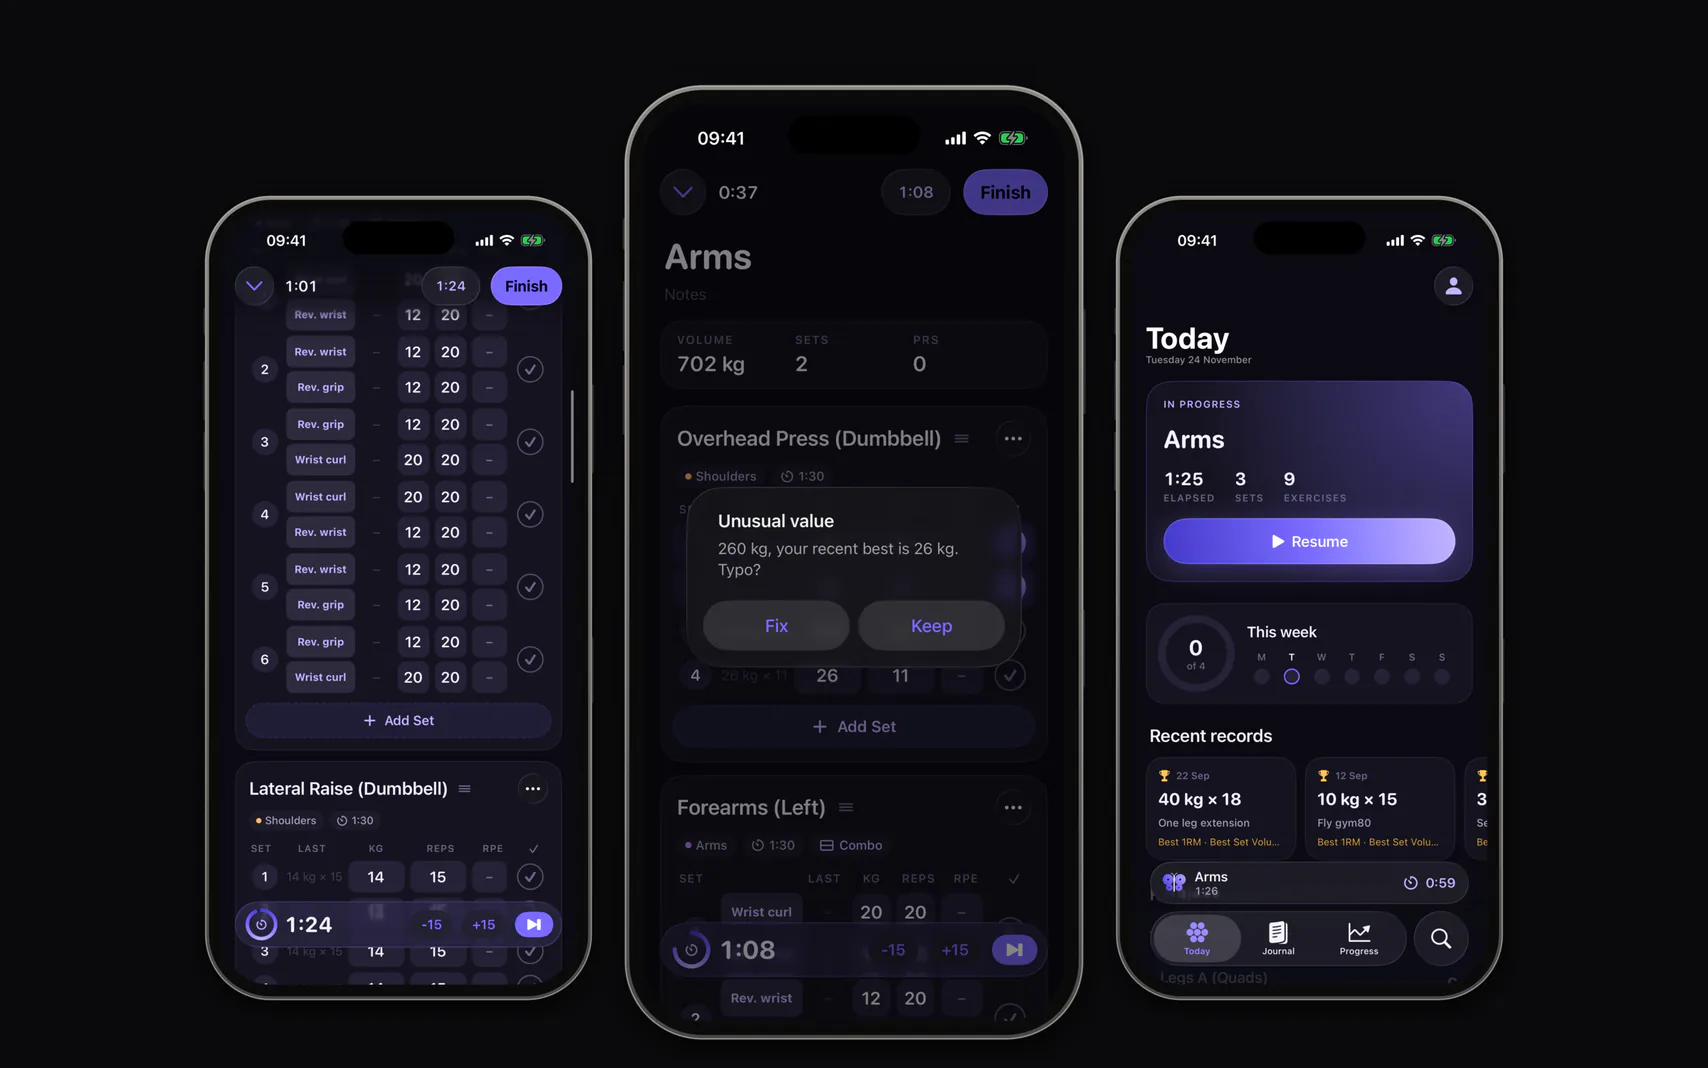 09:41
1:01
1:24
Finish
Rev. wrist – 12 20 –
2
Rev. wrist – 12 20 –
Rev. grip – 12 20 –
3
Rev. grip – 12 20 –
Wrist curl – 20 20 –
4
Wrist curl – 20 20 –
Rev. wrist – 12 20 –
5
Rev. wrist – 12 20 –
Rev. grip – 12 20 –
6
Rev. grip – 12 20 –
Wrist curl – 20 20 –
+ Add Set
Lateral Raise (Dumbbell)
Shoulders 1:30
SET LAST KG REPS RPE
1 14 kg × 15 14 15 –
1:24 -15 +15
3 14 kg × 15 14 15 –
09:41
0:37
1:08
Finish
Arms
Notes
VOLUME SETS PRS
702 kg 2 0
Overhead Press (Dumbbell)
Shoulders 1:30
Unusual value
260 kg, your recent best is 26 kg.
Typo?
Fix Keep
4 26 kg × 11 26 11 –
+ Add Set
Forearms (Left)
Arms 1:30 Combo
SET LAST KG REPS RPE
Wrist curl – 20 20 –
1:08 -15 +15
Rev. wrist – 12 20 –
2
09:41
Today
Tuesday 24 November
IN PROGRESS
Arms
1:25 3 9
ELAPSED SETS EXERCISES
Resume
0
of 4
This week
M T W T F S S
Recent records
22 Sep
40 kg × 18
One leg extension
Best 1RM · Best Set Volu...
12 Sep
10 kg × 15
Fly gym80
Best 1RM · Best Set Volu...
3
Se
Be
Arms
1:26
0:59
Today Journal Progress
Legs A (Quads)